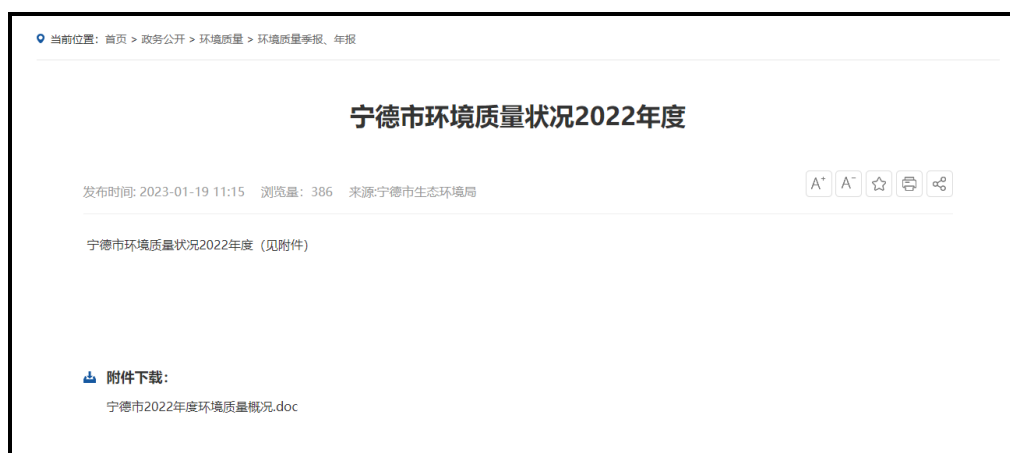 当前位置：首页 > 政务公开 > 环境质量 > 环境质量季报、年报
宁德市环境质量状况2022年度
发布时间: 2023-01-19 11:15 浏览量：386 来源:宁德市生态环境局
A+ A-
宁德市环境质量状况2022年度（见附件）
附件下载：
宁德市2022年度环境质量概况.doc